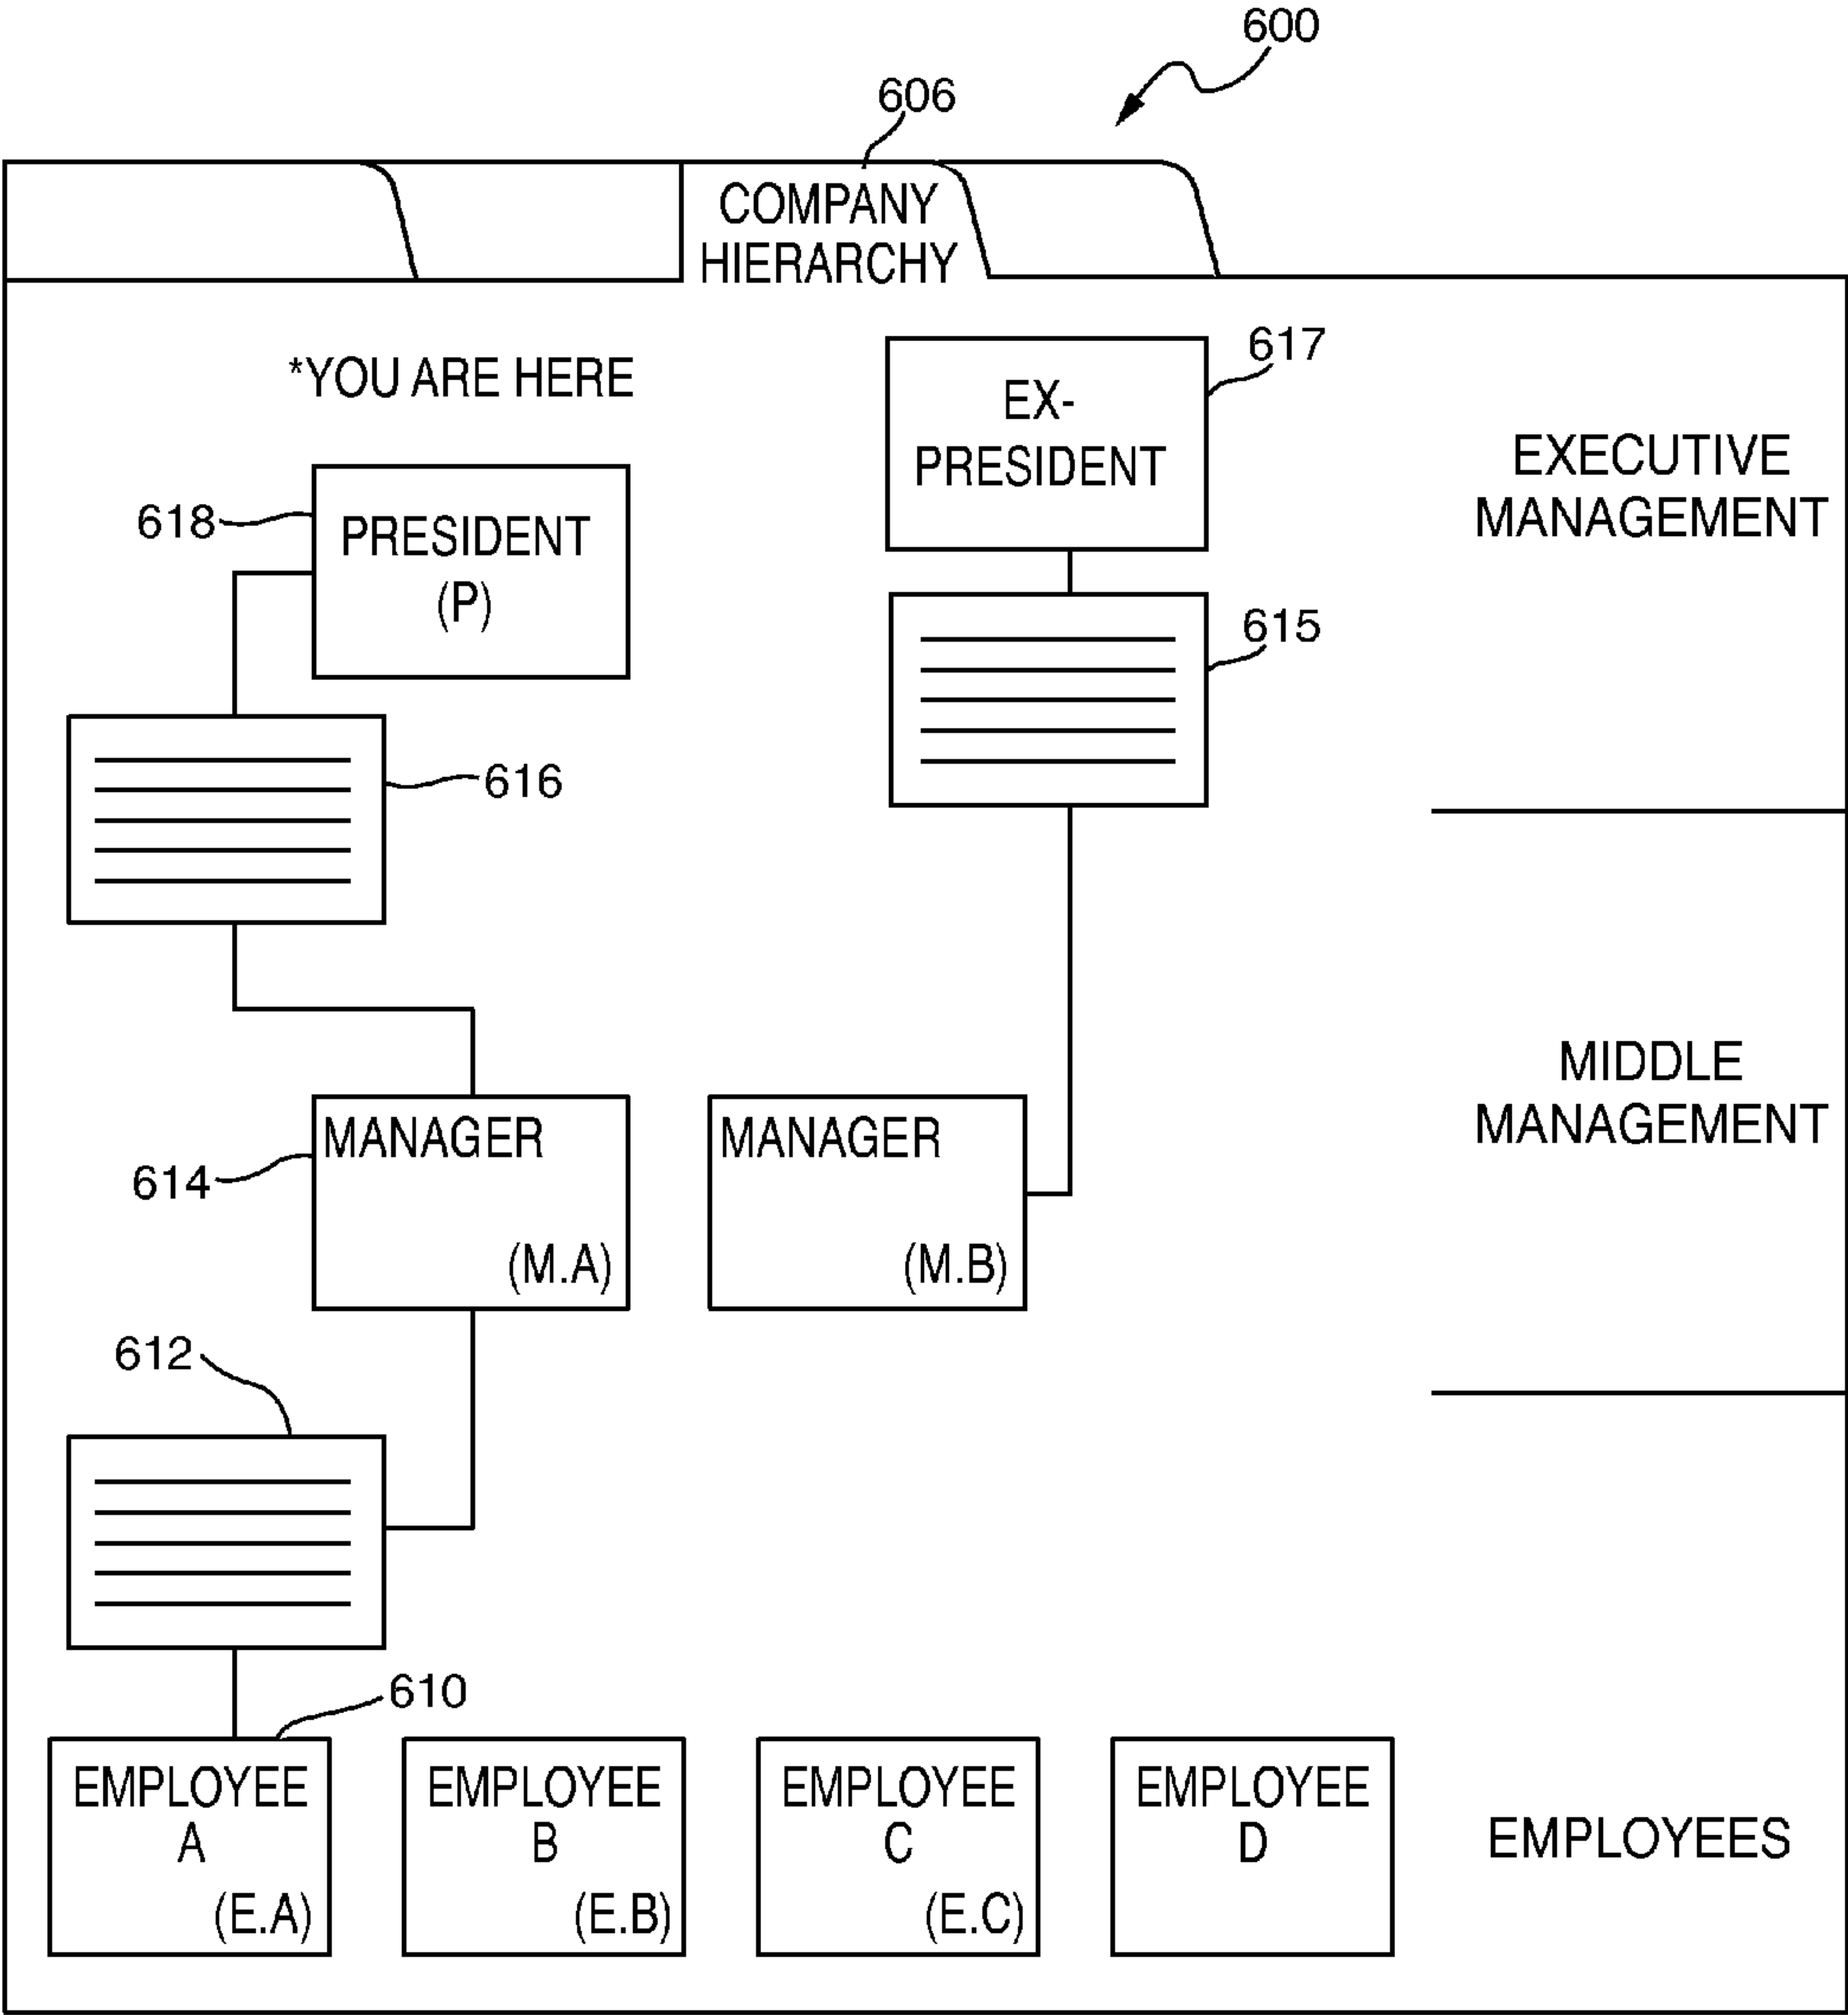 600
606
COMPANY
HIERARCHY
*YOU ARE HERE
617
EX-
PRESIDENT
EXECUTIVE
MANAGEMENT
618
PRESIDENT
(P)
615
616
MIDDLE
MANAGEMENT
614
MANAGER
(M.A)
MANAGER
(M.B)
612
610
EMPLOYEE
A
(E.A)
EMPLOYEE
B
(E.B)
EMPLOYEE
C
(E.C)
EMPLOYEE
D
EMPLOYEES